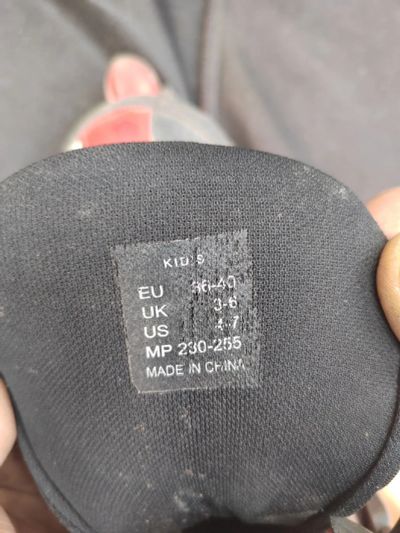 KIDS
EU 36-40
UK 3-6
US 4-7
MP 230-255
MADE IN CHINA